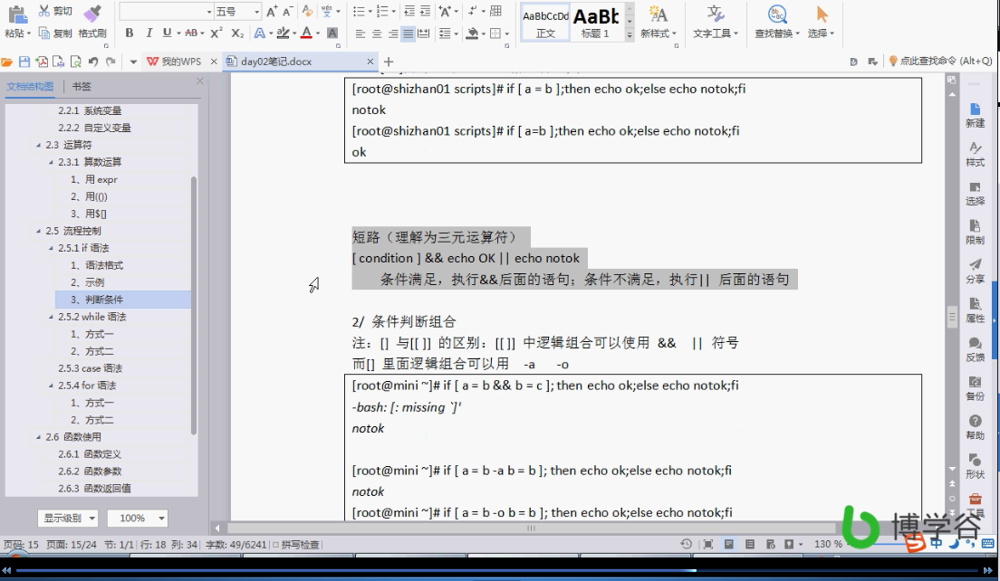 剪切
五号
A⁺ A⁻
AaBbCcDd
AaBb
粘贴 复制 格式刷
B I U AB X² X₂ A A A
正文 标题 1 新样式 文字工具 查找替换 选择
我的WPS day02笔记.docx
点此查找命令 (Alt+Q)
文档结构图 书签
2.2.1 系统变量
2.2.2 自定义变量
2.3 运算符
2.3.1 算数运算
1、用 expr
2、用(())
3、用$[]
2.5 流程控制
2.5.1 if 语法
1、语法格式
2、示例
3、判断条件
2.5.2 while 语法
1、方式一
2、方式二
2.5.3 case 语法
2.5.4 for 语法
1、方式一
2、方式二
2.6 函数使用
2.6.1 函数定义
2.6.2 函数参数
2.6.3 函数返回值
显示级别 100%
[root@shizhan01 scripts]# if [ a = b ];then echo ok;else echo notok;fi
notok
[root@shizhan01 scripts]# if [ a=b ];then echo ok;else echo notok;fi
ok
短路（理解为三元运算符）
[ condition ] && echo OK || echo notok
条件满足，执行&&后面的语句；条件不满足，执行|| 后面的语句
2/ 条件判断组合
注：[] 与[[ ]] 的区别：[[ ]] 中逻辑组合可以使用 && || 符号
而[] 里面逻辑组合可以用 -a -o
[root@mini ~]# if [ a = b && b = c ]; then echo ok;else echo notok;fi
-bash: [: missing `]'
notok
[root@mini ~]# if [ a = b -a b = b ]; then echo ok;else echo notok;fi
notok
[root@mini ~]# if [ a = b -o b = b ]; then echo ok;else echo notok;fi
新建
样式
选择
限制
分享
属性
反馈
备份
帮助
形状
工具
博学谷
页码: 15 页面: 15/24 节: 1/1 行: 18 列: 34 字数: 49/6241 拼写检查
130 %
中